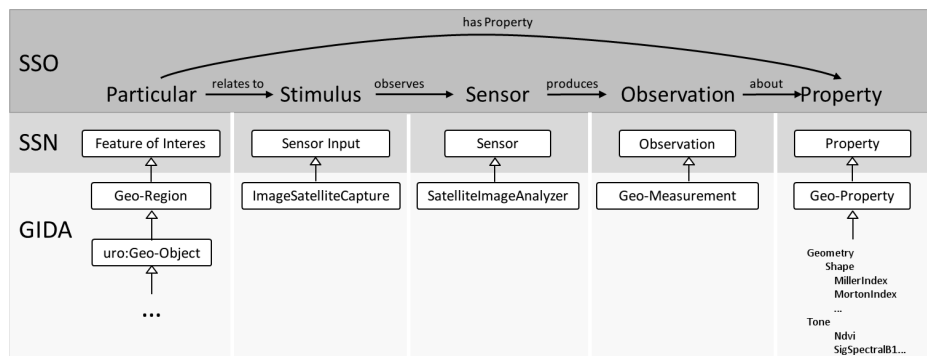 has Property
SSO
relates to observes produces about
Particular Stimulus Sensor Observation Property
SSN Feature of Interes Sensor Input Sensor Observation Property
Geo-Region ImageSatelliteCapture SatelliteImageAnalyzer Geo-Measurement Geo-Property
GIDA
uro:Geo-Object
Geometry
Shape
MillerIndex
MortonIndex
...
...
Tone
Ndvi
SigSpectralB1...